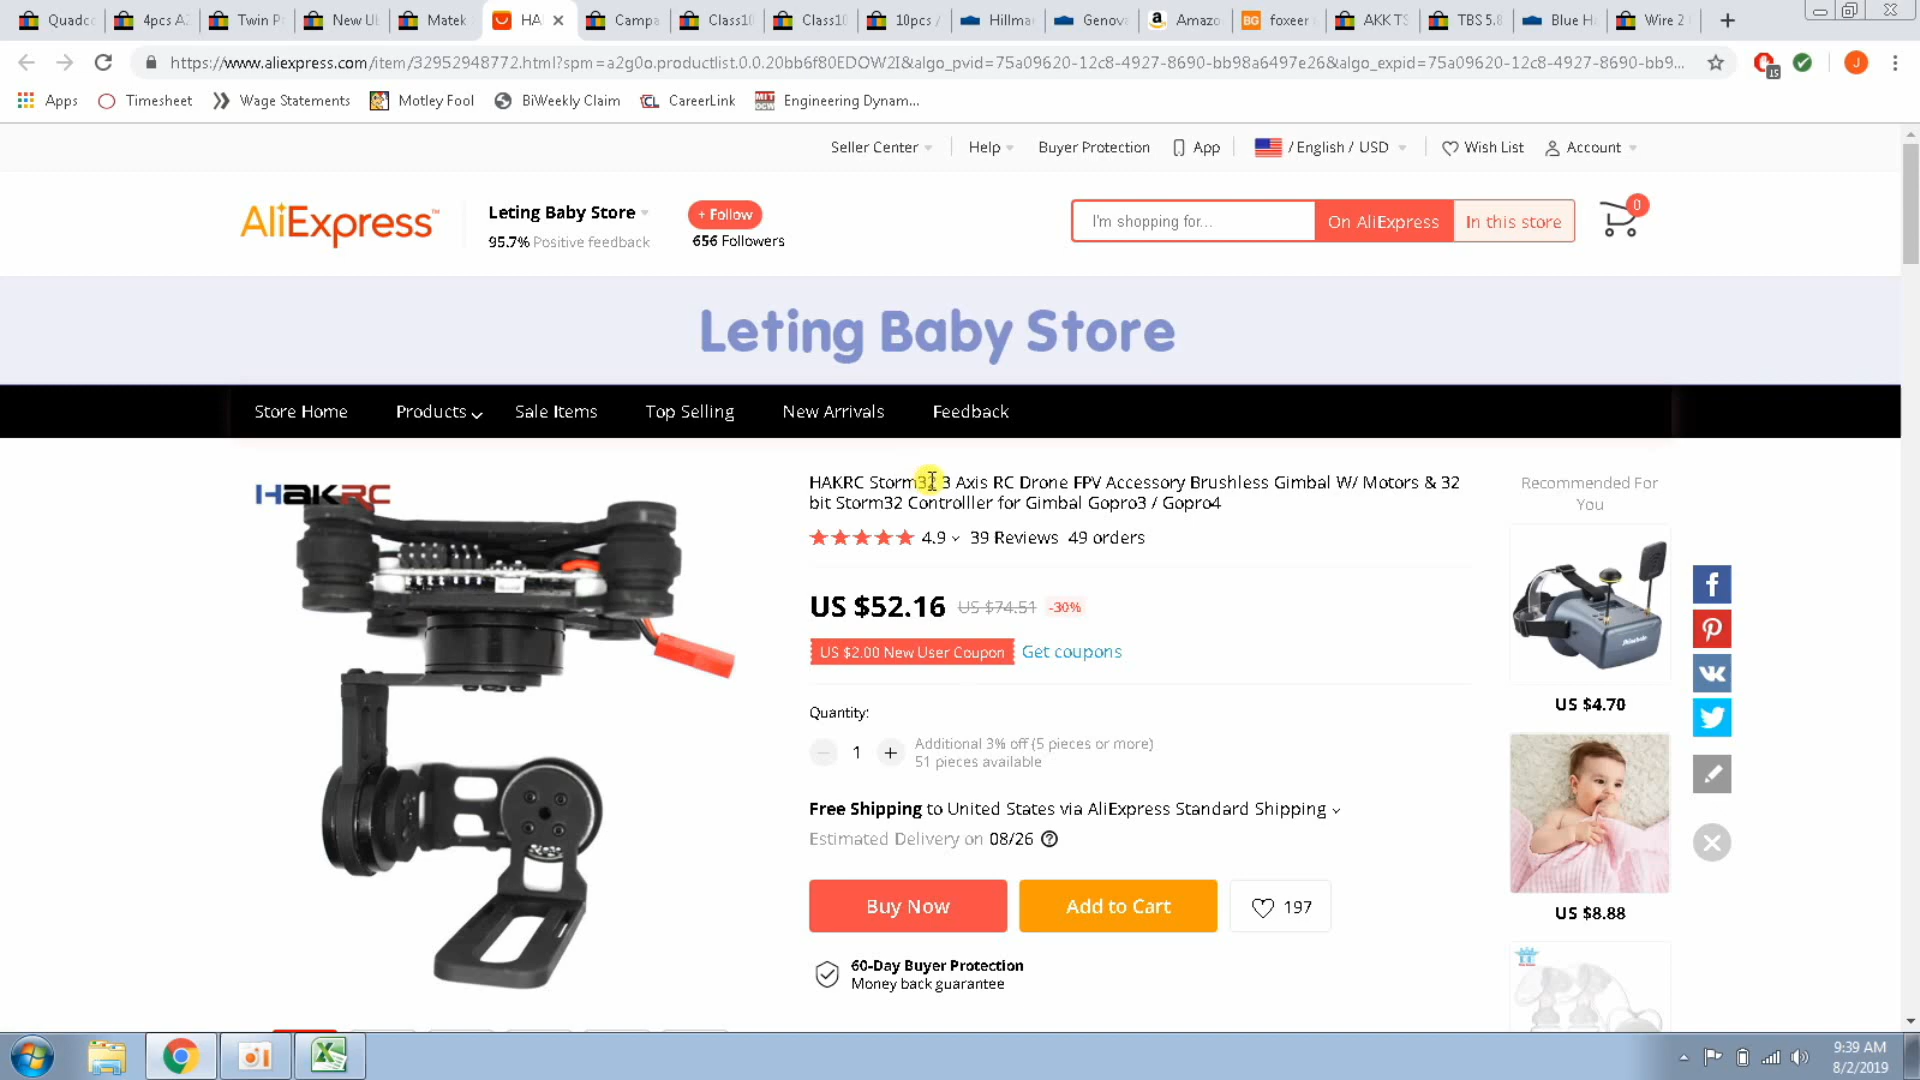 Quadco
4pcs A2
Twin P
New Ub
Matek
HA
Campa
Class10
Class10
10pcs /
Hillma
Genova
Amazo
foxeer
AKK TS
TBS 5.8
Blue H
Wire 2
https://www.aliexpress.com/item/32952948772.html?spm=a2g0o.productlist.0.0.20bb6f80EDOW2I&algo_pvid=75a09620-12c8-4927-8690-bb98a6497e26&algo_expid=75a09620-12c8-4927-8690-bb9...
15
J
Apps
Timesheet
Wage Statements
Motley Fool
BiWeekly Claim
CareerLink
Engineering Dynam...
Seller Center
Help
Buyer Protection
App
/ English / USD
Wish List
Account
AliExpress™
Leting Baby Store
95.7% Positive feedback
+ Follow
656 Followers
I'm shopping for...
On AliExpress
In this store
0
Leting Baby Store
Store Home
Products
Sale Items
Top Selling
New Arrivals
Feedback
HAKRC
HAKRC Storm32 3 Axis RC Drone FPV Accessory Brushless Gimbal W/ Motors & 32
bit Storm32 Controlller for Gimbal Gopro3 / Gopro4
4.9 39 Reviews 49 orders
US $52.16 US $74.51 -30%
US $2.00 New User Coupon Get coupons
Quantity:
1
Additional 3% off (5 pieces or more)
51 pieces available
Free Shipping to United States via AliExpress Standard Shipping
Estimated Delivery on 08/26
Buy Now
Add to Cart
197
60-Day Buyer Protection
Money back guarantee
Recommended For
You
US $4.70
US $8.88
9:39 AM
8/2/2019